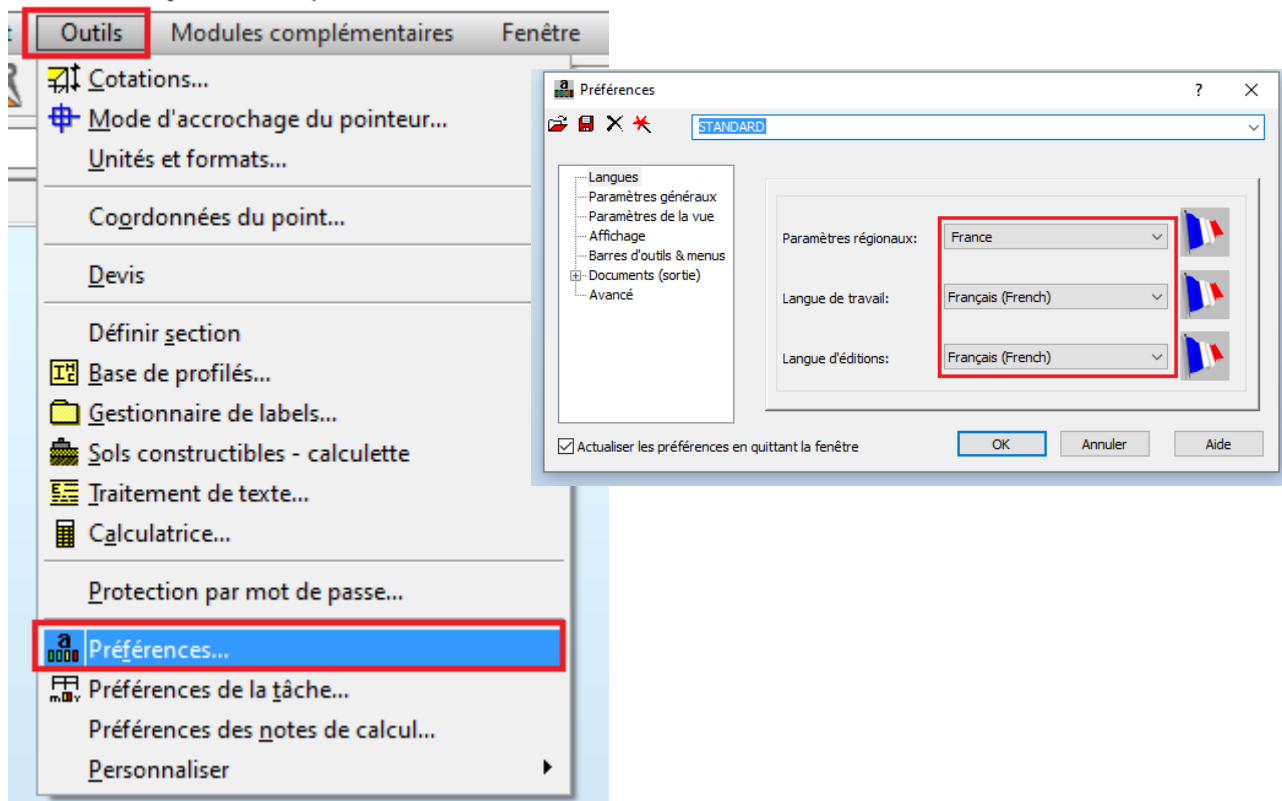 Outils Modules complémentaires Fenêtre
Cotations...
Mode d'accrochage du pointeur...
Unités et formats...
Coordonnées du point...
Devis
Définir section
Base de profilés...
Gestionnaire de labels...
Sols constructibles - calculette
Traitement de texte...
Calculatrice...
Protection par mot de passe...
Préférences...
Préférences de la tâche...
Préférences des notes de calcul...
Personnaliser
Préférences ?
STANDARD
Langues
Paramètres généraux
Paramètres de la vue
Affichage
Barres d'outils & menus
Documents (sortie)
Avancé
Paramètres régionaux: France
Langue de travail: Français (French)
Langue d'éditions: Français (French)
Actualiser les préférences en quittant la fenêtre OK Annuler Aide